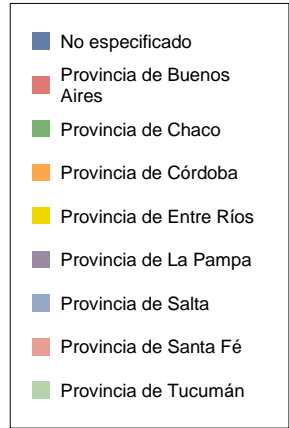 No especificado
Provincia de Buenos
Aires
Provincia de Chaco
Provincia de Córdoba
Provincia de Entre Ríos
Provincia de La Pampa
Provincia de Salta
Provincia de Santa Fé
Provincia de Tucumán